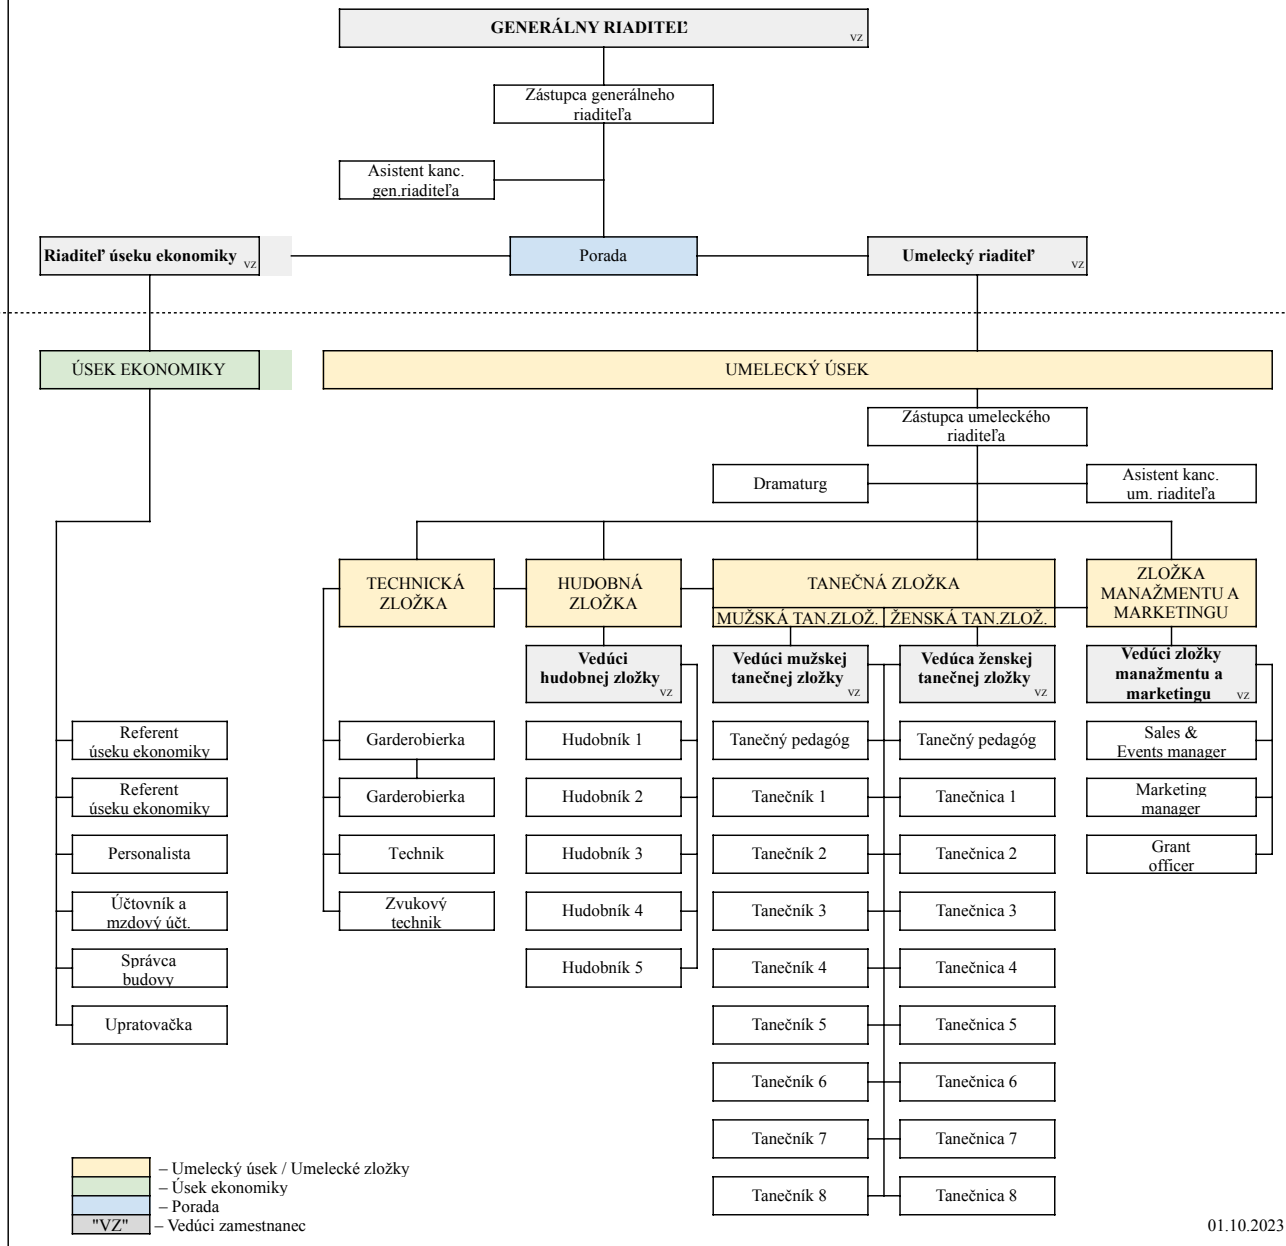 GENERÁLNY RIADITEĽ
VZ
Zástupca generálneho
riaditeľa
Asistent kanc.
gen.riaditeľa
Riaditeľ úseku ekonomiky
VZ
Porada
Umelecký riaditeľ
VZ
ÚSEK EKONOMIKY
UMELECKÝ ÚSEK
Zástupca umeleckého
riaditeľa
Dramaturg
Asistent kanc.
um. riaditeľa
TECHNICKÁ
ZLOŽKA
HUDOBNÁ
ZLOŽKA
TANEČNÁ ZLOŽKA
MUŽSKÁ TAN.ZLOŽ.
ŽENSKÁ TAN.ZLOŽ.
ZLOŽKA
MANAŽMENTU A
MARKETINGU
Vedúci
hudobnej zložky
VZ
Vedúci mužskej
tanečnej zložky
VZ
Vedúca ženskej
tanečnej zložky
VZ
Vedúci zložky
manažmentu a
marketingu
VZ
Referent
úseku ekonomiky
Garderobierka
Hudobník 1
Tanečný pedagóg
Tanečný pedagóg
Sales &
Events manager
Referent
úseku ekonomiky
Garderobierka
Hudobník 2
Tanečník 1
Tanečnica 1
Marketing
manager
Personalista
Technik
Hudobník 3
Tanečník 2
Tanečnica 2
Grant
officer
Účtovník a
mzdový účt.
Zvukový
technik
Hudobník 4
Tanečník 3
Tanečnica 3
Správca
budovy
Hudobník 5
Tanečník 4
Tanečnica 4
Upratovačka
Tanečník 5
Tanečnica 5
Tanečník 6
Tanečnica 6
Tanečník 7
Tanečnica 7
Tanečník 8
Tanečnica 8
– Umelecký úsek / Umelecké zložky
– Úsek ekonomiky
– Porada
"VZ" – Vedúci zamestnanec
01.10.2023